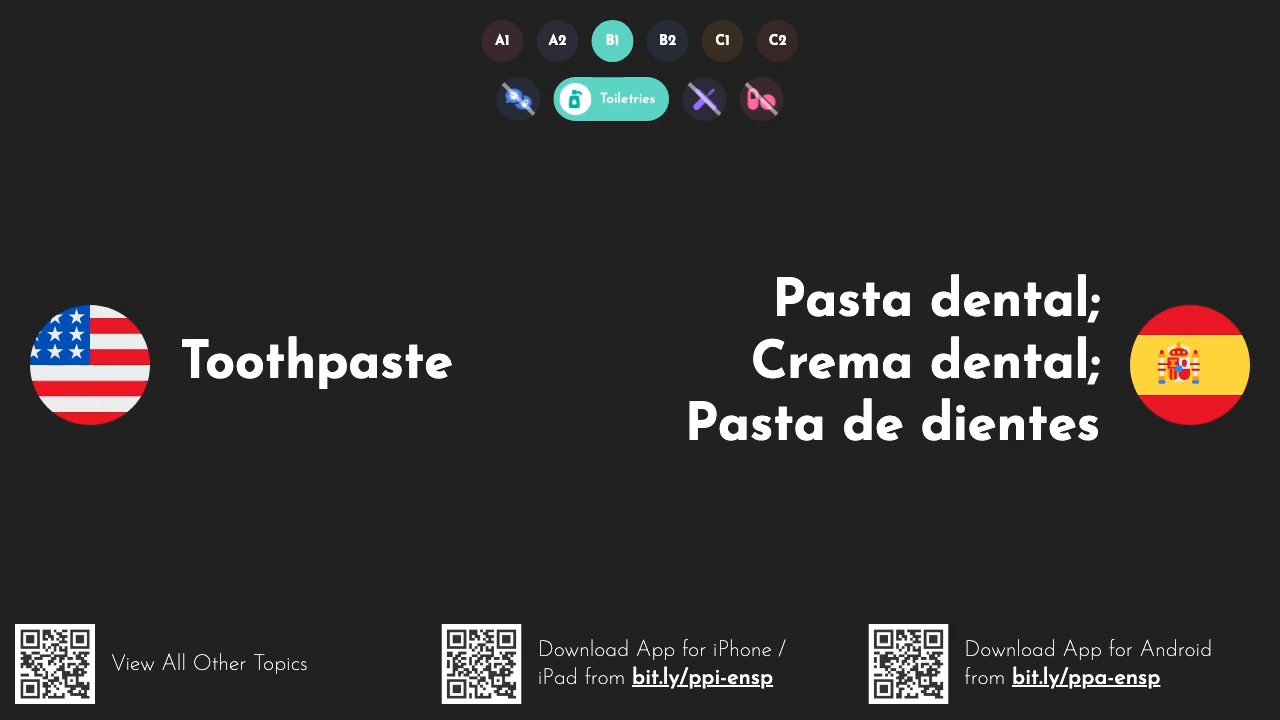 A1 A2 B1 B2 C1 C2
Toiletries
Toothpaste
Pasta dental;
Crema dental;
Pasta de dientes
View All Other Topics
Download App for iPhone /
iPad from bit.ly/ppi-ensp
Download App for Android
from bit.ly/ppa-ensp